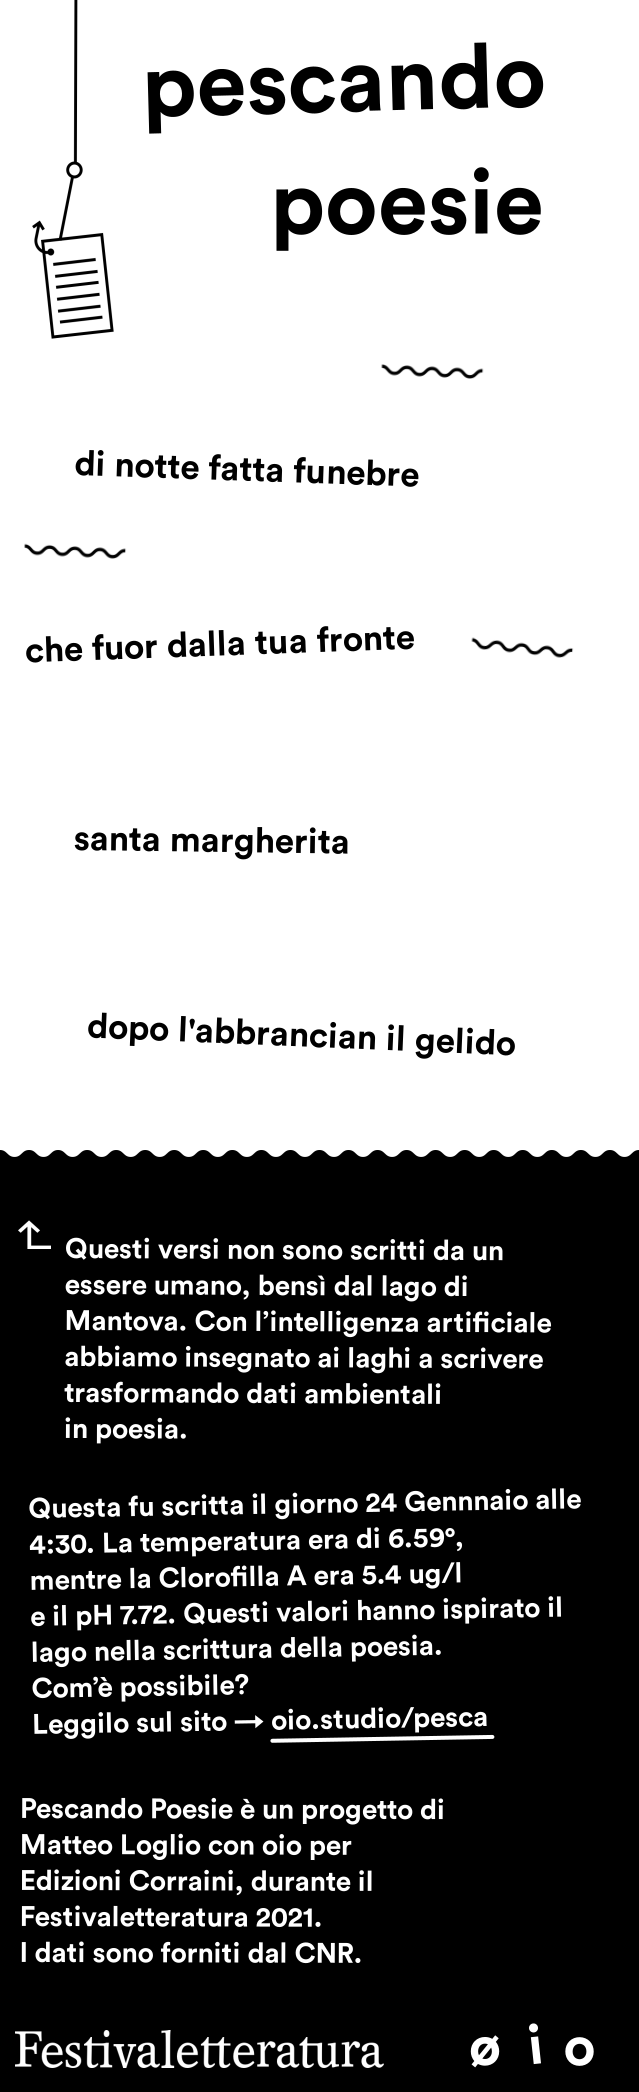 pescando
poesie
di notte fatta funebre
che fuor dalla tua fronte
santa margherita
dopo l'abbrancian il gelido
Questi versi non sono scritti da un
essere umano, bensì dal lago di
Mantova. Con l’intelligenza artificiale
abbiamo insegnato ai laghi a scrivere
trasformando dati ambientali
in poesia.
Questa fu scritta il giorno 24 Gennnaio alle
4:30. La temperatura era di 6.59°,
mentre la Clorofilla A era 5.4 ug/l
e il pH 7.72. Questi valori hanno ispirato il
lago nella scrittura della poesia.
Com’è possibile?
Leggilo sul sito → oio.studio/pesca
Pescando Poesie è un progetto di
Matteo Loglio con oio per
Edizioni Corraini, durante il
Festivaletteratura 2021.
I dati sono forniti dal CNR.
Festivaletteratura ø i o